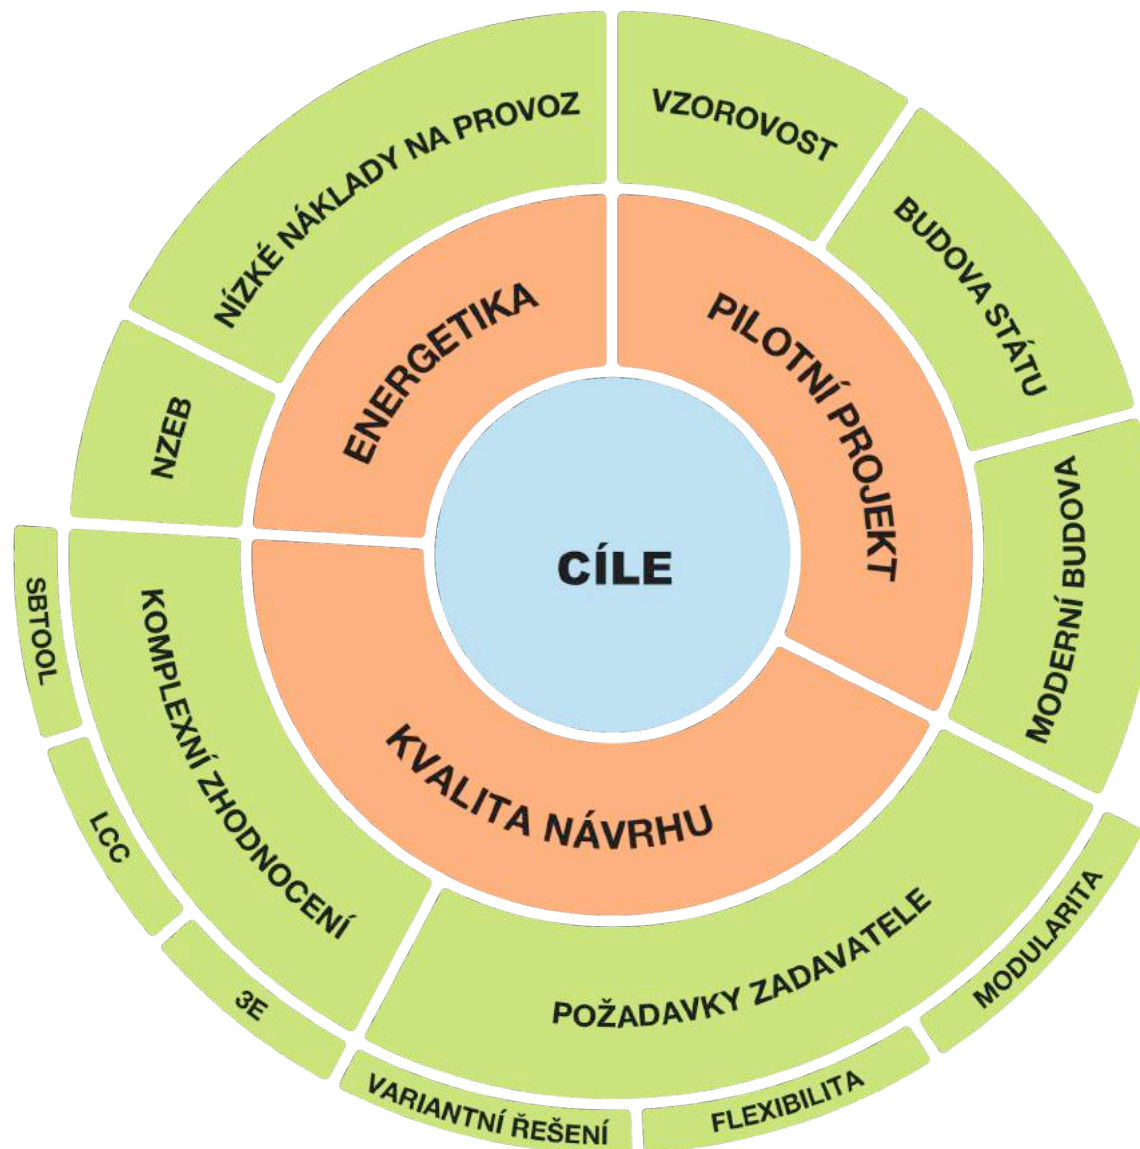 CÍLE
PILOTNÍ PROJEKT
KVALITA NÁVRHU
ENERGETIKA
VZOROVOST
BUDOVA STÁTU
MODERNÍ BUDOVA
POŽADAVKY ZADAVATELE
KOMPLEXNÍ ZHODNOCENÍ
NZEB
NÍZKÉ NÁKLADY NA PROVOZ
MODULARITA
FLEXIBILITA
VARIANTNÍ ŘEŠENÍ
3E
LCC
SBTOOL